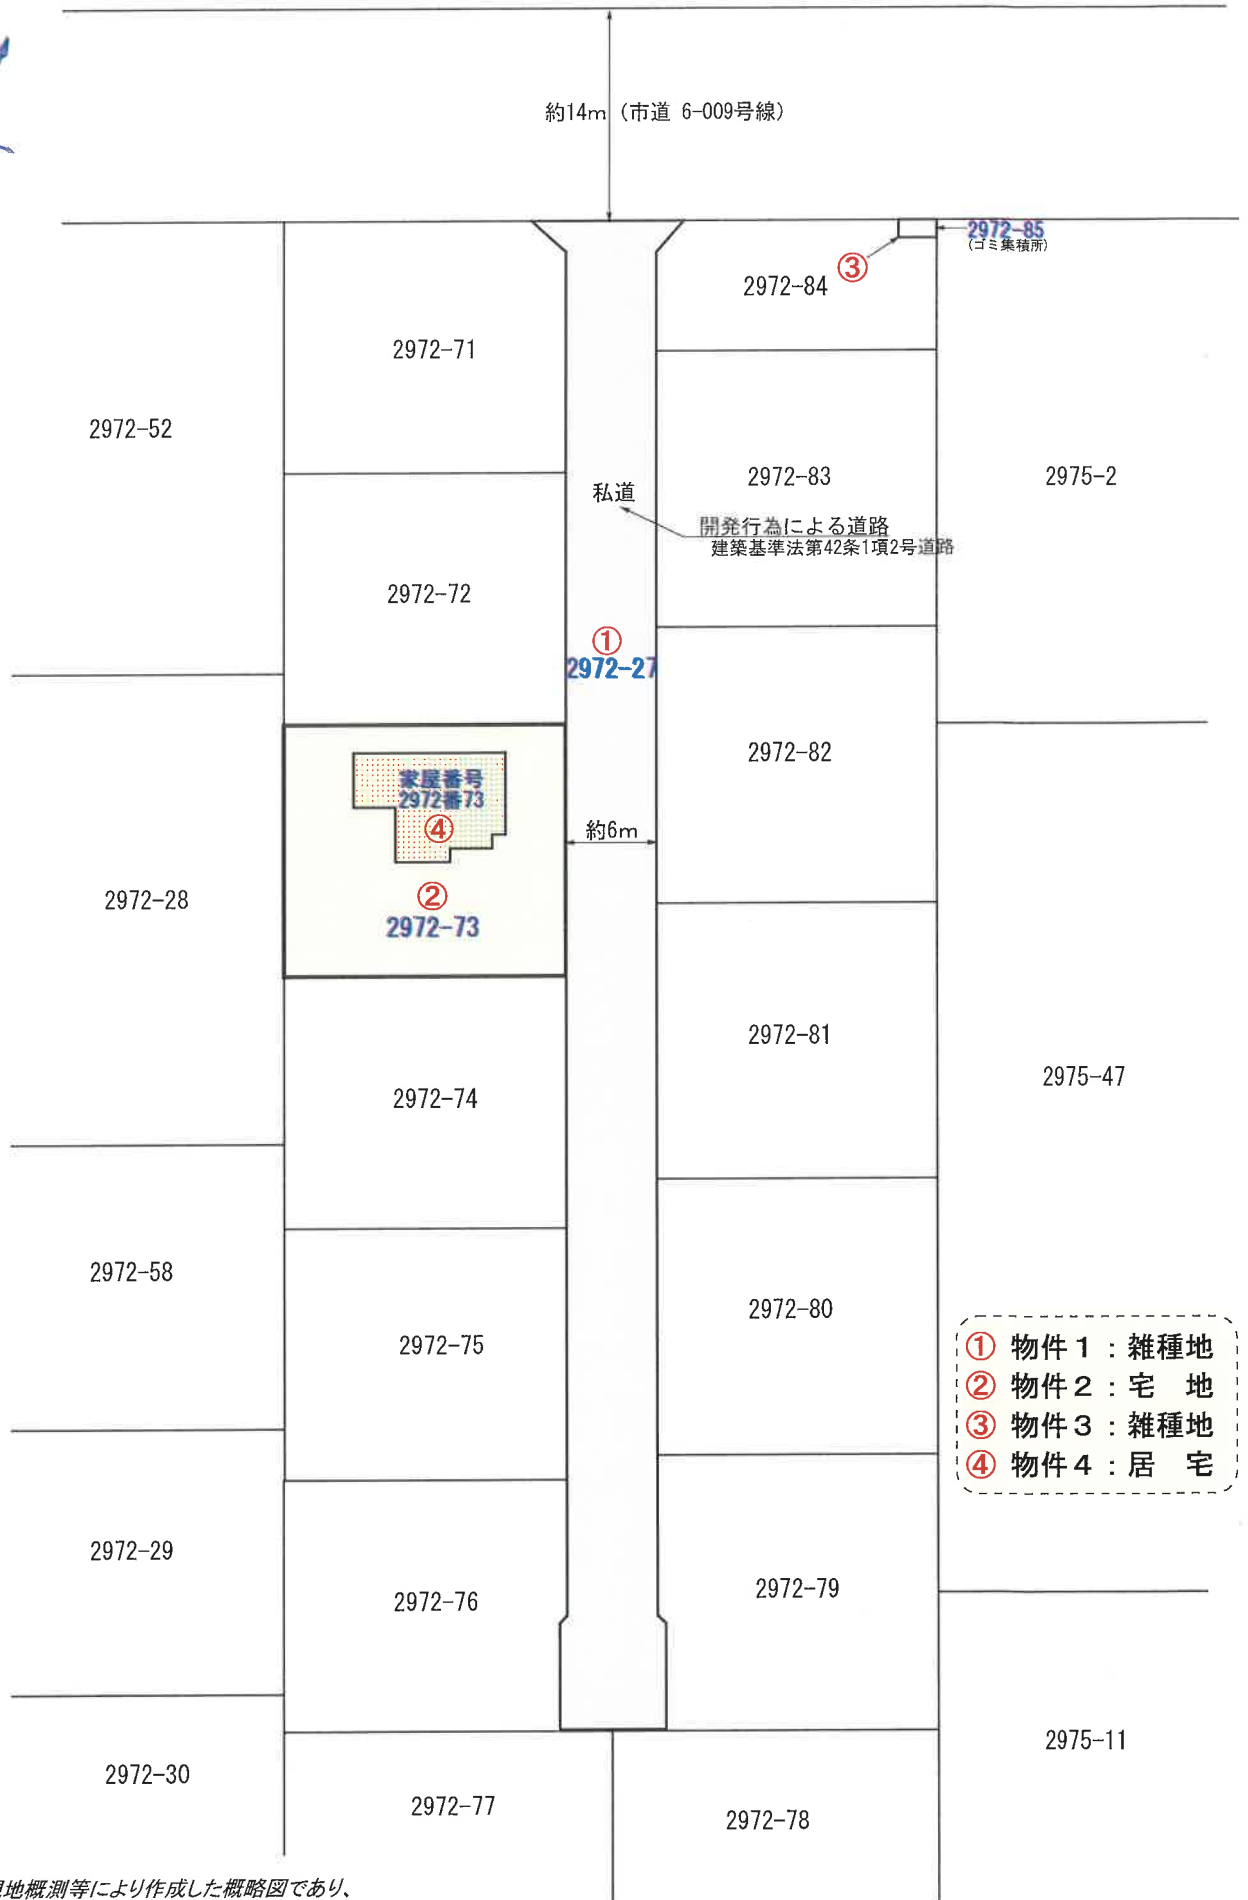 約14m (市道 6-009号線)
2972-85
(ゴミ集積所)
③
2972-84
2972-71
2972-52
2972-83
2975-2
私道
開発行為による道路
建築基準法第42条1項2号道路
2972-72
①
2972-27
2972-82
家屋番号
2972番73
④
約6m
②
2972-73
2972-28
2972-81
2975-47
2972-74
2972-58
2972-80
2972-75
① 物件1：雑種地
② 物件2：宅　地
③ 物件3：雑種地
④ 物件4：居　宅
2972-29
2972-76
2972-79
2975-11
2972-30
2972-77
2972-78
地概測等により作成した概略図であり、